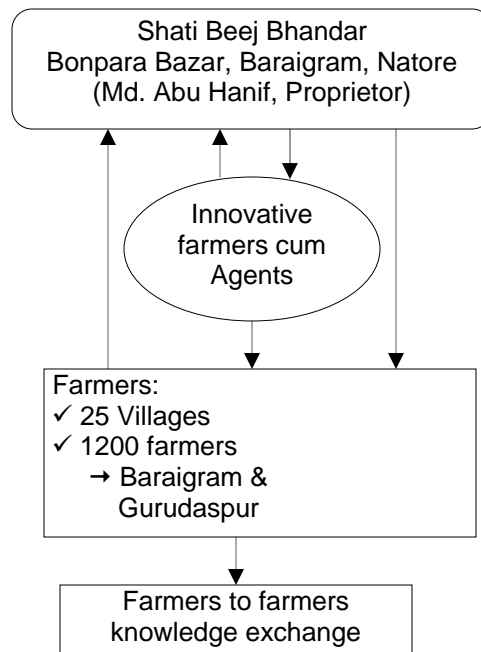 Shati Beej Bhandar
Bonpara Bazar, Baraigram, Natore
(Md. Abu Hanif, Proprietor)
Innovative
farmers cum
Agents
Farmers:
✓ 25 Villages
✓ 1200 farmers
→ Baraigram &
Gurudaspur
Farmers to farmers
knowledge exchange